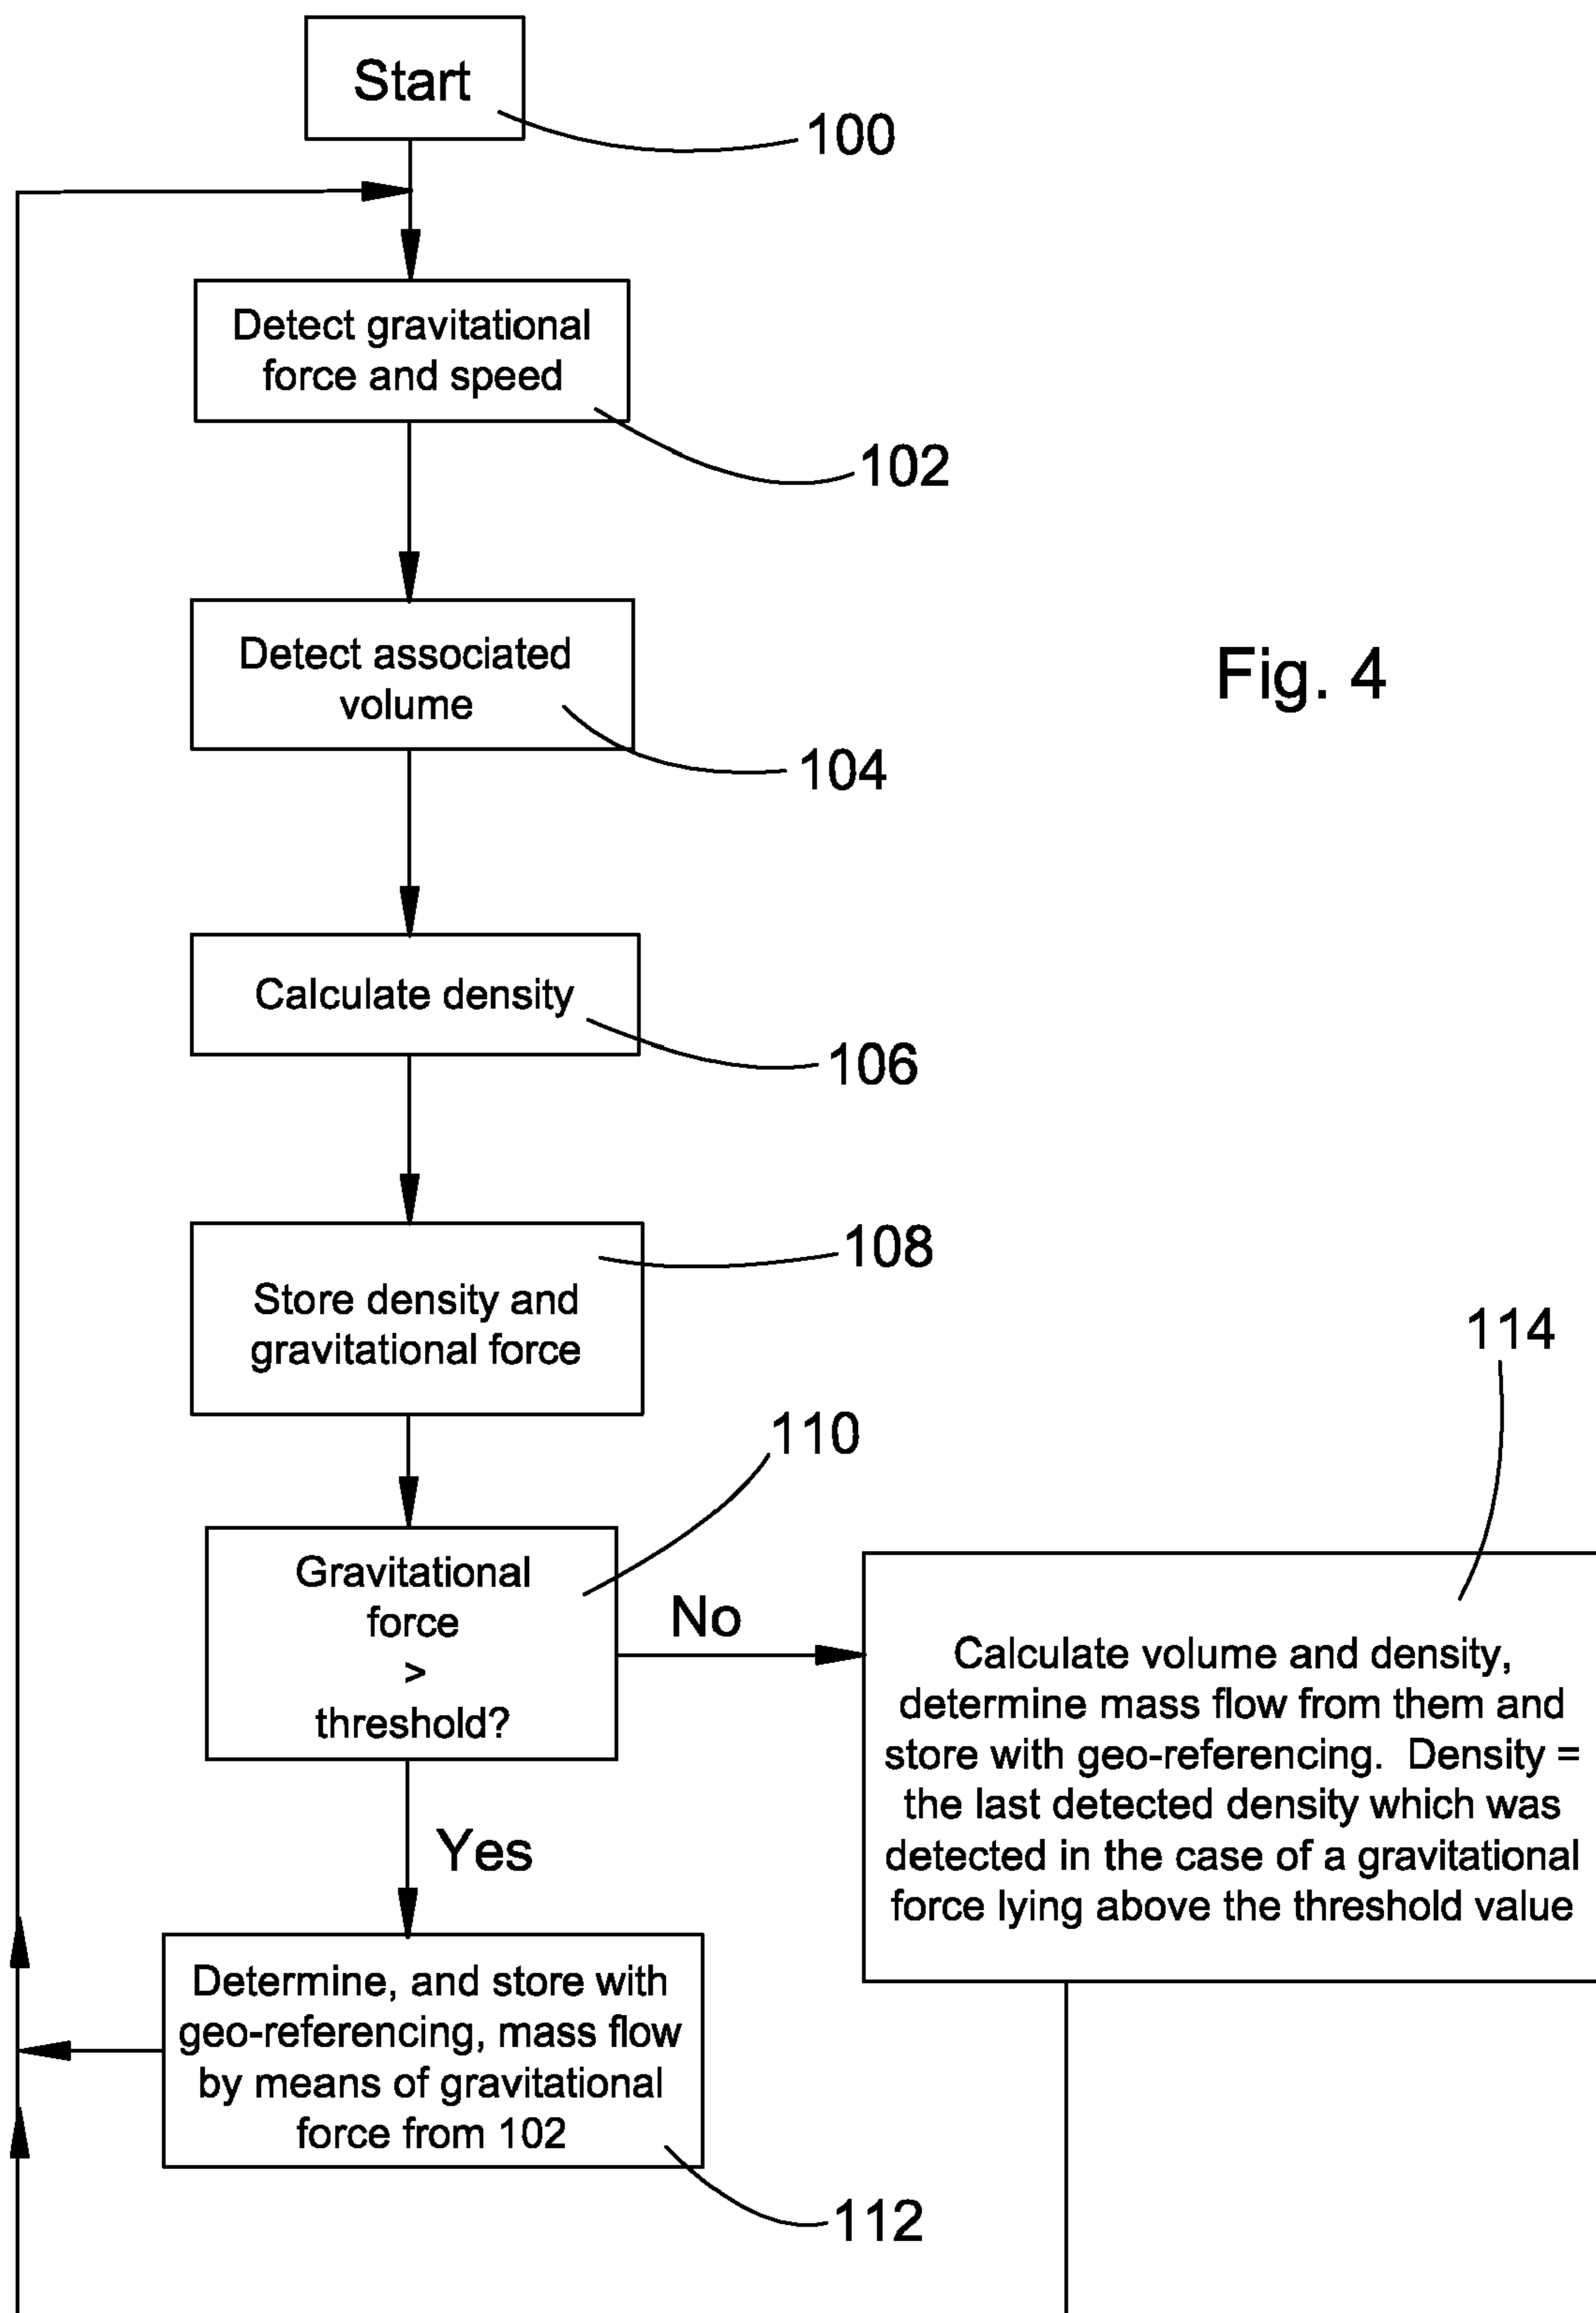 Start
100
Detect gravitational
force and speed
102
Detect associated
volume
104
Fig. 4
Calculate density
106
108
Store density and
gravitational force
114
110
Gravitational
force
>
threshold?
No
Calculate volume and density,
determine mass flow from them and
store with geo-referencing.  Density =
the last detected density which was
detected in the case of a gravitational
force lying above the threshold value
Yes
Determine, and store with
geo-referencing, mass flow
by means of gravitational
force from 102
112